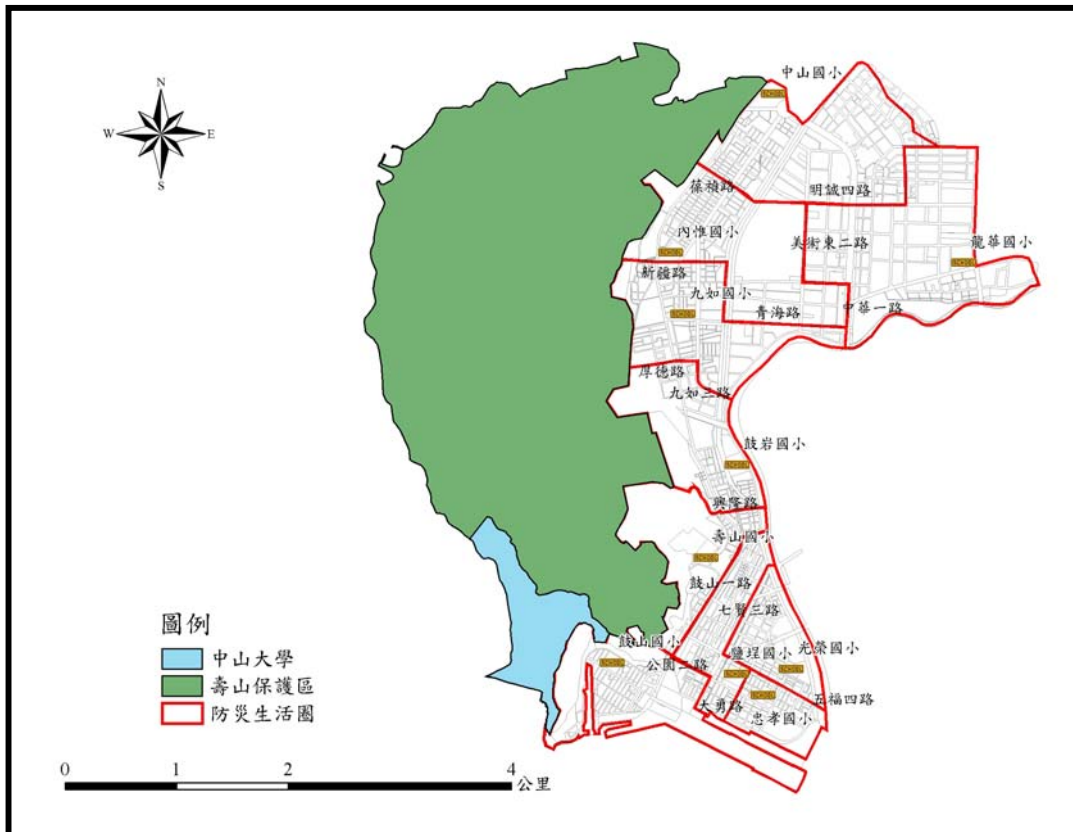 N
W
E
S
中山國小
葆禎路
明誠四路
內惟國小
美術東二路
龍華國小
SCHOOL
新疆路
九如國小
中華一路
青海路
厚德路
九如三路
鼓岩國小
興隆路
壽山國小
鼓山一路
七賢三路
鼓山國小
鹽埕國小
光榮國小
公園二路
大勇路
五福四路
忠孝國小
圖例
中山大學
壽山保護區
防災生活圈
0
1
2
4
公里